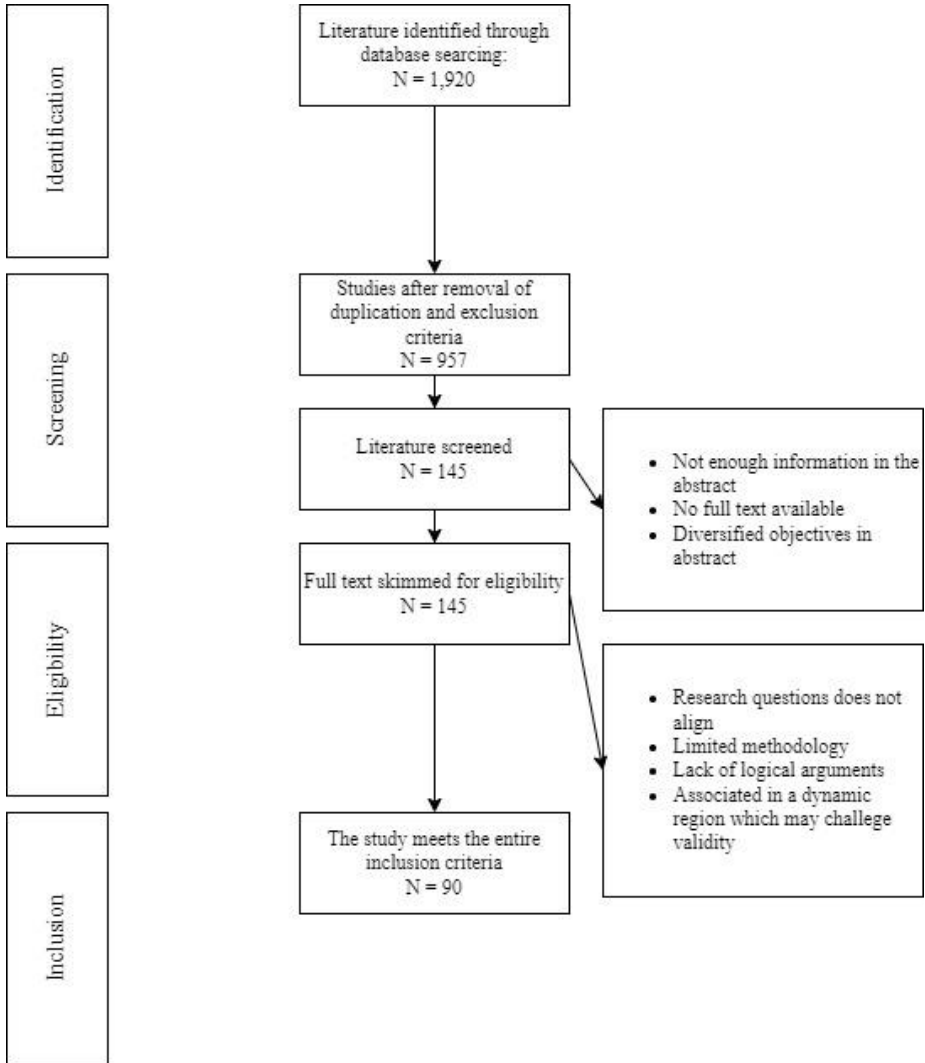 Identification
Literature identified through
database searcing:
N = 1,920
Screening
Studies after removal of
duplication and exclusion
criteria
N = 957
Literature screened
N = 145
• Not enough information in the
abstract
• No full text available
• Diversified objectives in
abstract
Eligibility
Full text skimmed for eligibility
N = 145
• Research questions does not
align
• Limited methodology
• Lack of logical arguments
• Associated in a dynamic
region which may challege
validity
Inclusion
The study meets the entire
inclusion criteria
N = 90